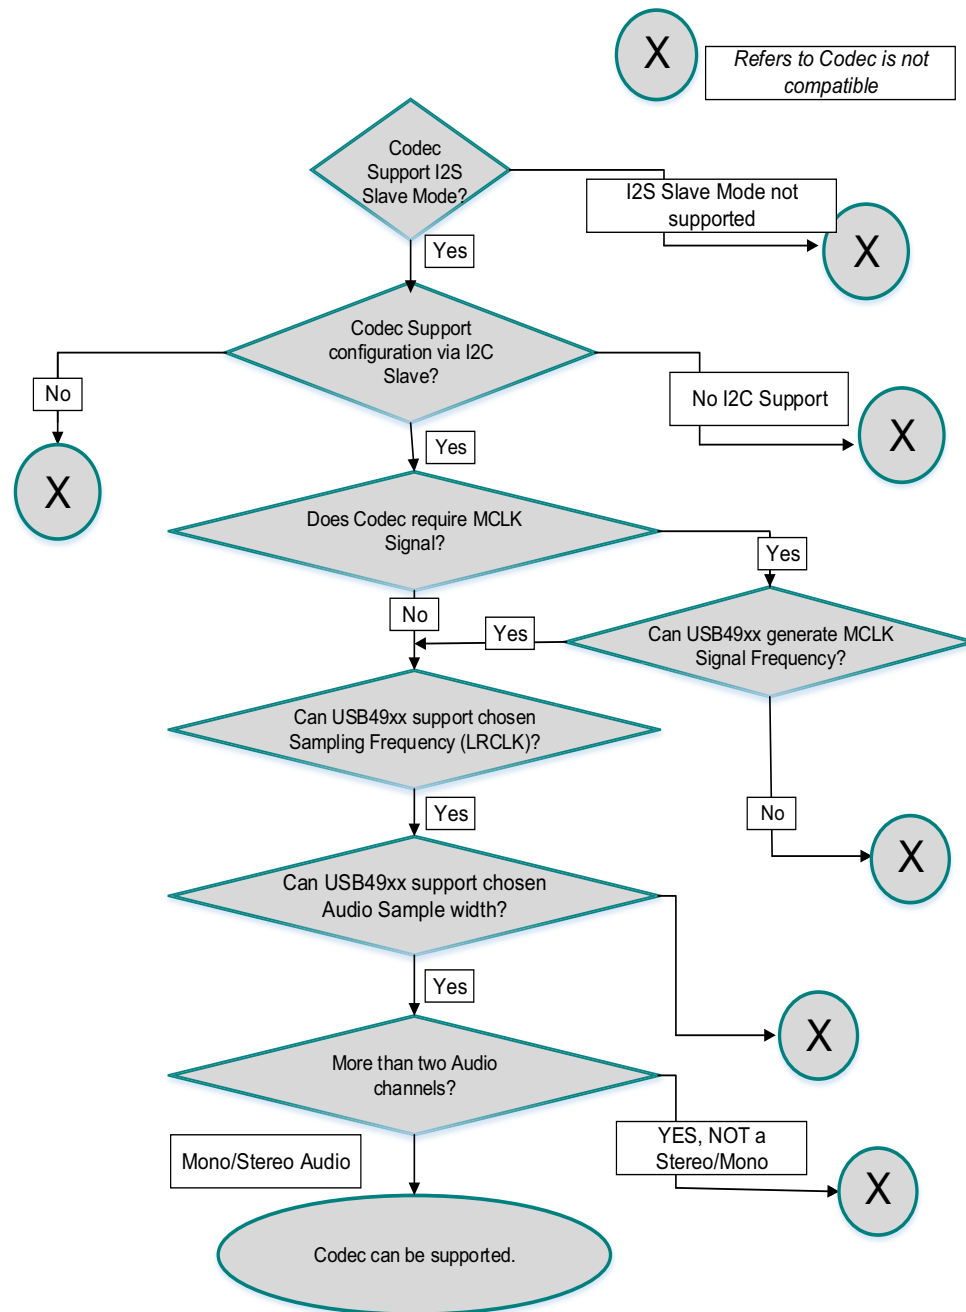 X
Refers to Codec is not
compatible
Codec
Support I2S
Slave Mode?
I2S Slave Mode not
supported
X
Yes
Codec Support
configuration via I2C
Slave?
No
No I2C Support
X
X
Yes
Does Codec require MCLK
Signal?
Yes
No
Yes
Can USB49xx generate MCLK
Signal Frequency?
Can USB49xx support chosen
Sampling Frequency (LRCLK)?
No
X
Yes
Can USB49xx support chosen
Audio Sample width?
Yes
X
More than two Audio
channels?
Mono/Stereo Audio
YES, NOT a
Stereo/Mono
X
Codec can be supported.